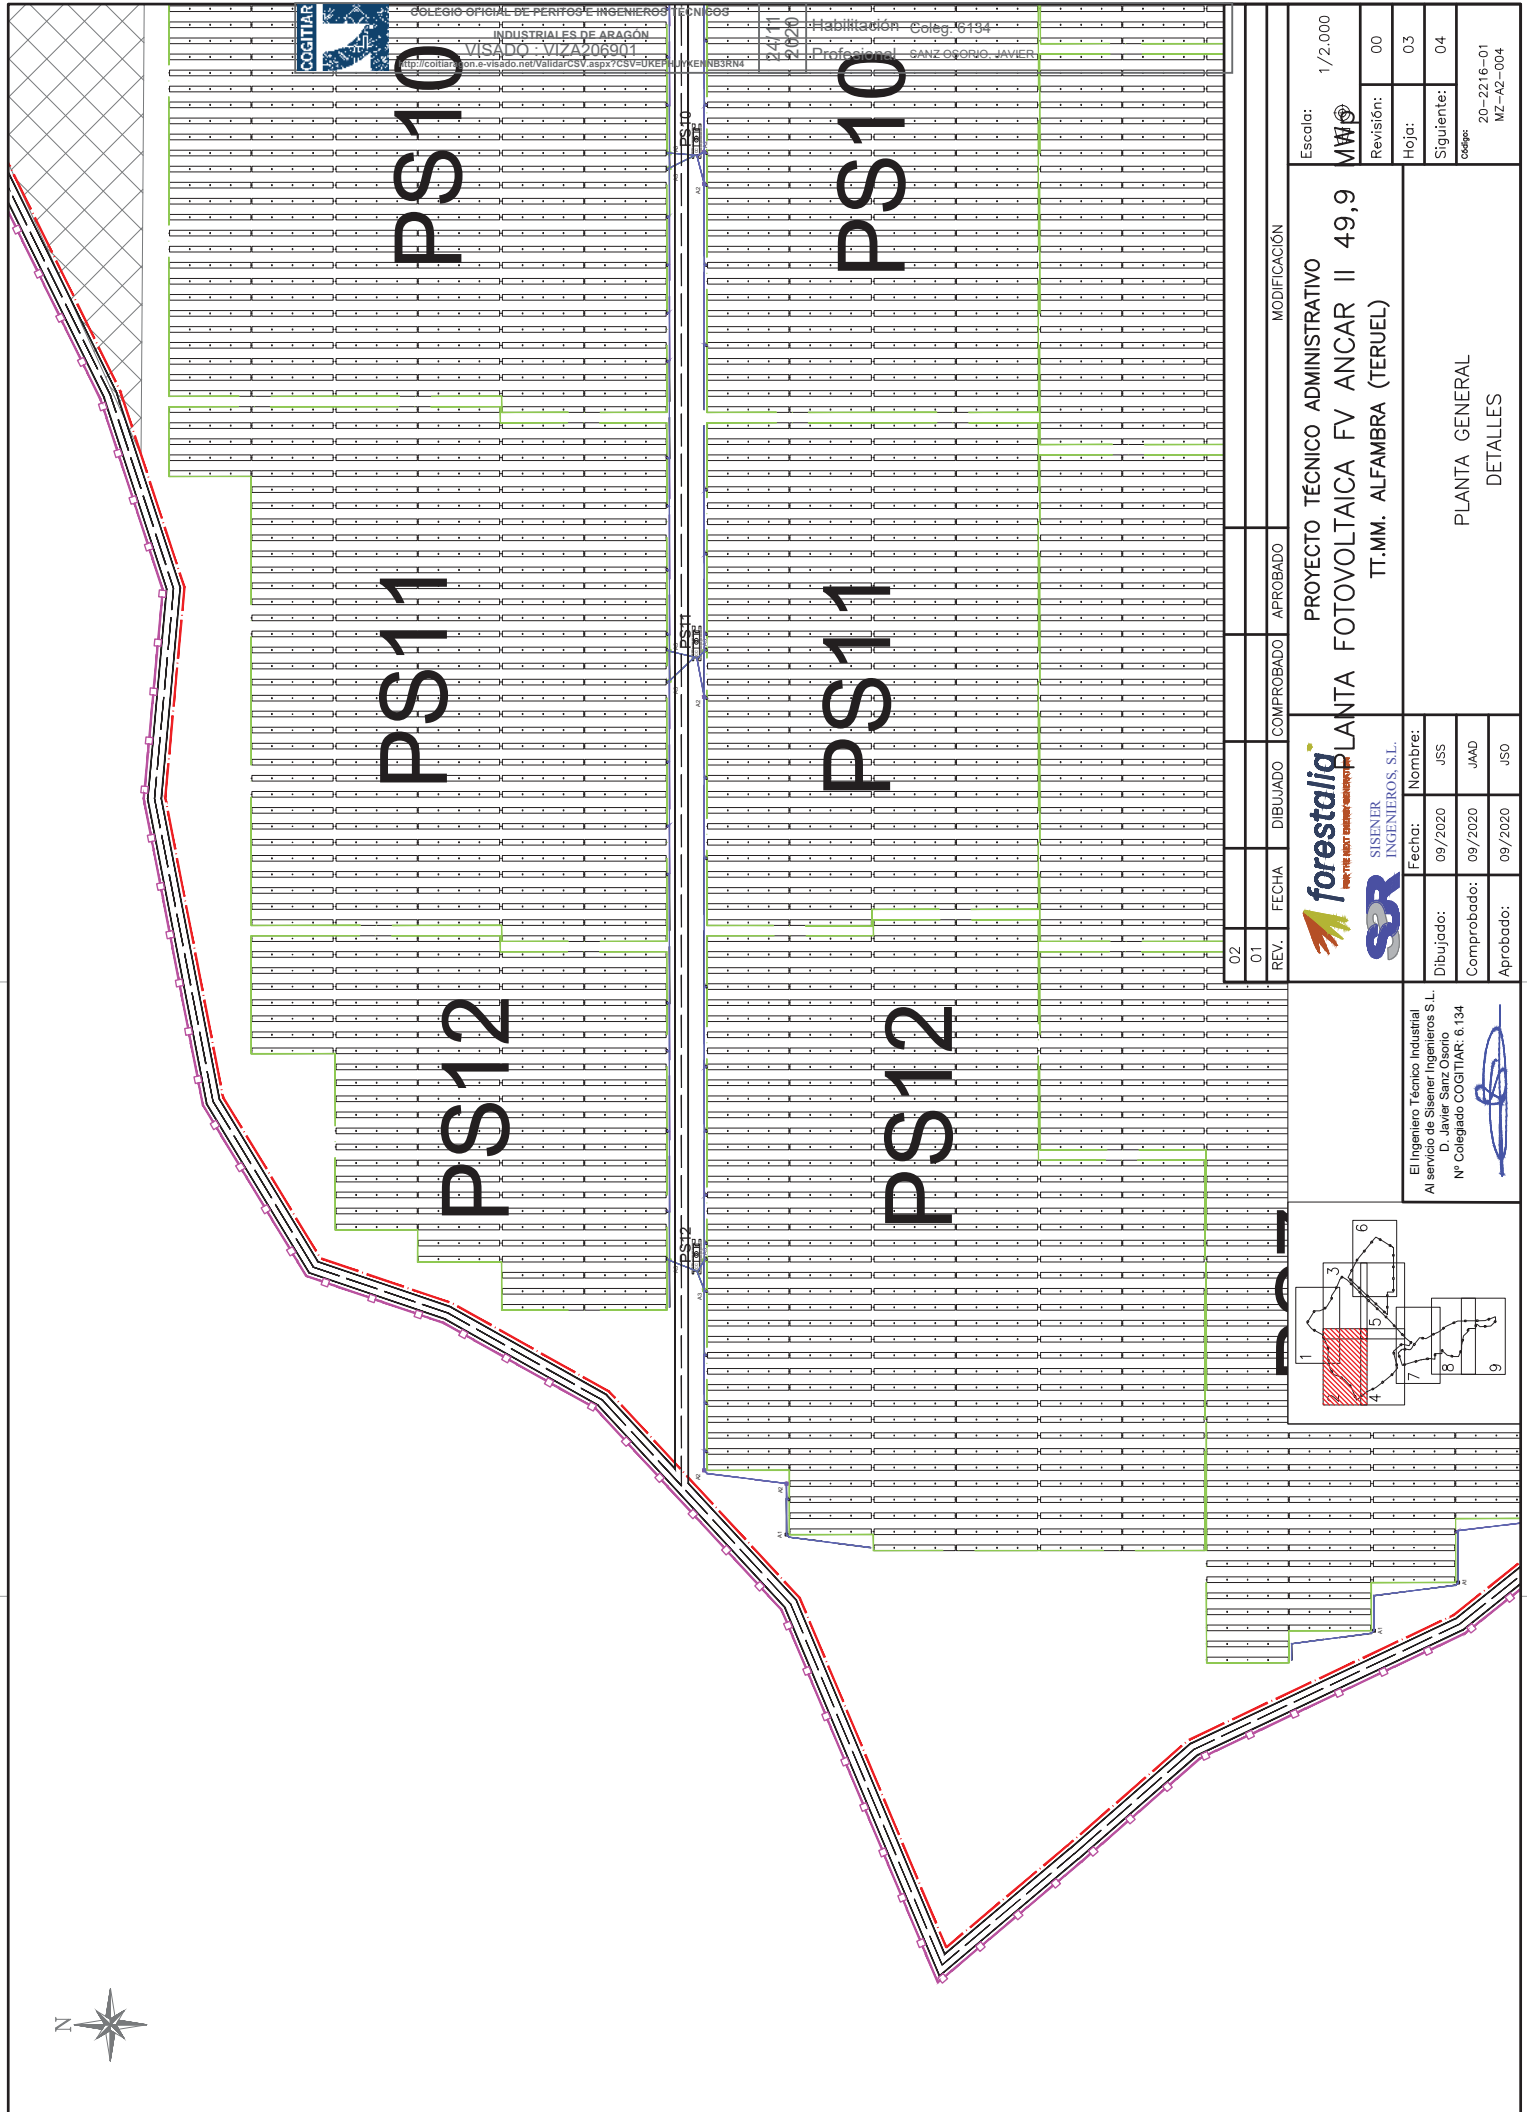 COGITIAR
COLEGIO OFICIAL DE PERITOS E INGENIEROS TÉCNICOS
INDUSTRIALES DE ARAGÓN
VISADO : VIZA206901
24/11
2020
Habilitación Coleg. 6134
Profesional SANZ OSORIO, JAVIER
N
PS10
PS11
PS12
PS10
PS11
PS12
PS10
PS11
PS12
02
01
REV.
FECHA
DIBUJADO
COMPROBADO
APROBADO
MODIFICACIÓN
forestalia
SISENER
INGENIEROS, S.L.
PROYECTO TÉCNICO ADMINISTRATIVO
PLANTA FOTOVOLTAICA FV ANCAR II 49,9 MWp
TT.MM. ALFAMBRA (TERUEL)
Escala:
1/2.000
Revisión: 00
Hoja: 03
Siguiente: 04
Código:
20-2216-01
MZ-A2-004
Fecha: Nombre:
Dibujado: 09/2020 JSS
Comprobado: 09/2020 JAAD
Aprobado: 09/2020 JSO
PLANTA GENERAL
DETALLES
El Ingeniero Técnico Industrial
Al servicio de Sisener Ingenieros S.L.
D. Javier Sanz Osorio
Nº Colegiado COGITIAR: 6.134
1
2
3
4
5
6
7
8
9